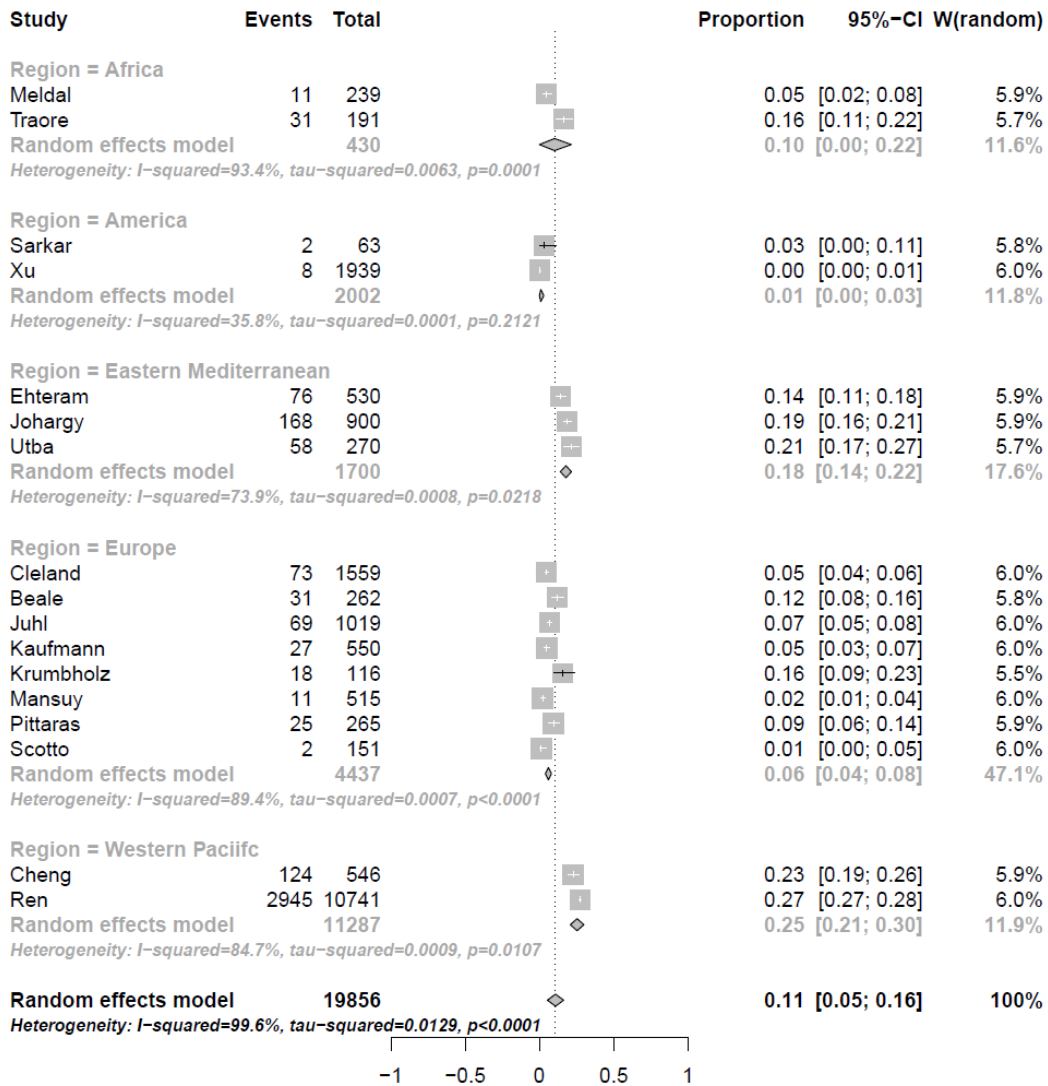 Study Events Total Proportion 95%−CI W(random)
Region = Africa
Meldal 11 239 0.05 [0.02; 0.08] 5.9%
Traore 31 191 0.16 [0.11; 0.22] 5.7%
Random effects model 430 0.10 [0.00; 0.22] 11.6%
Heterogeneity: I−squared=93.4%, tau−squared=0.0063, p=0.0001
Region = America
Sarkar 2 63 0.03 [0.00; 0.11] 5.8%
Xu 8 1939 0.00 [0.00; 0.01] 6.0%
Random effects model 2002 0.01 [0.00; 0.03] 11.8%
Heterogeneity: I−squared=35.8%, tau−squared=0.0001, p=0.2121
Region = Eastern Mediterranean
Ehteram 76 530 0.14 [0.11; 0.18] 5.9%
Johargy 168 900 0.19 [0.16; 0.21] 5.9%
Utba 58 270 0.21 [0.17; 0.27] 5.7%
Random effects model 1700 0.18 [0.14; 0.22] 17.6%
Heterogeneity: I−squared=73.9%, tau−squared=0.0008, p=0.0218
Region = Europe
Cleland 73 1559 0.05 [0.04; 0.06] 6.0%
Beale 31 262 0.12 [0.08; 0.16] 5.8%
Juhl 69 1019 0.07 [0.05; 0.08] 6.0%
Kaufmann 27 550 0.05 [0.03; 0.07] 6.0%
Krumbholz 18 116 0.16 [0.09; 0.23] 5.5%
Mansuy 11 515 0.02 [0.01; 0.04] 6.0%
Pittaras 25 265 0.09 [0.06; 0.14] 5.9%
Scotto 2 151 0.01 [0.00; 0.05] 6.0%
Random effects model 4437 0.06 [0.04; 0.08] 47.1%
Heterogeneity: I−squared=89.4%, tau−squared=0.0007, p<0.0001
Region = Western Paciifc
Cheng 124 546 0.23 [0.19; 0.26] 5.9%
Ren 2945 10741 0.27 [0.27; 0.28] 6.0%
Random effects model 11287 0.25 [0.21; 0.30] 11.9%
Heterogeneity: I−squared=84.7%, tau−squared=0.0009, p=0.0107
Random effects model 19856 0.11 [0.05; 0.16] 100%
Heterogeneity: I−squared=99.6%, tau−squared=0.0129, p<0.0001
−1 −0.5 0 0.5 1